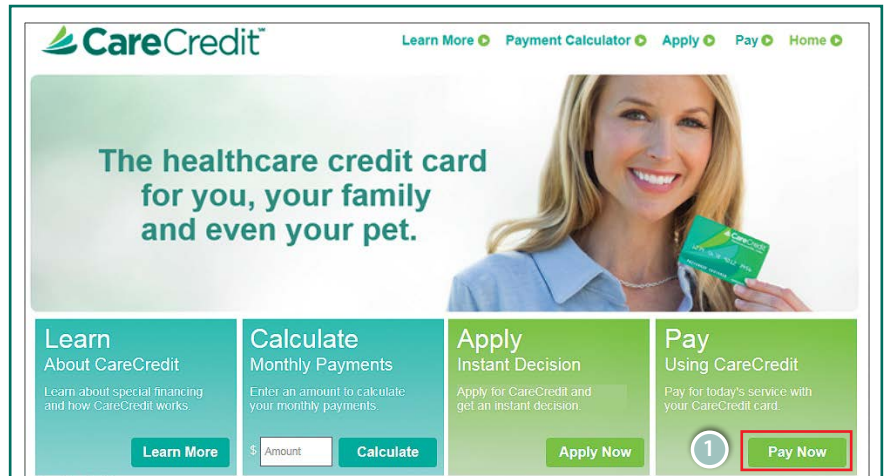 CareCredit℠
Learn More Payment Calculator Apply Pay Home
The healthcare credit card
for you, your family
and even your pet.
CareCredit
Learn
About CareCredit
Learn about special financing
and how CareCredit works
Learn More
Calculate
Monthly Payments
Enter an amount to calculate
your monthly payments.
$ Amount Calculate
Apply
Instant Decision
Apply for CareCredit and
get an instant decision.
Apply Now
Pay
Using CareCredit
Pay for today's service with
your CareCredit card.
1 Pay Now